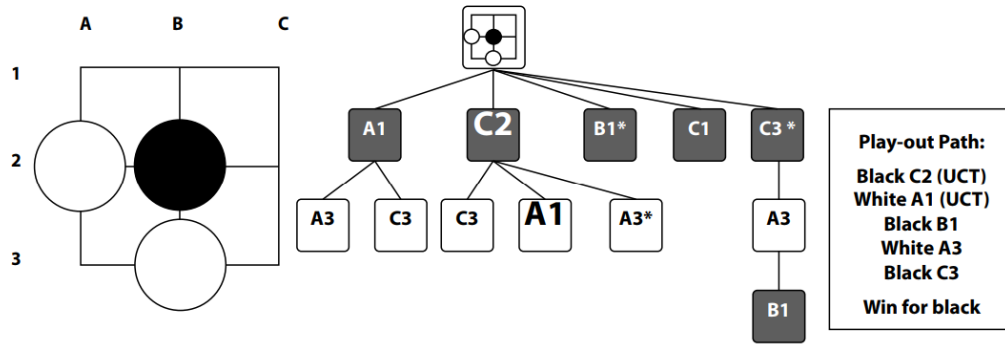 A B C
1
2
3
A1 C2 B1* C1 C3 *
A3 C3 C3 A1 A3* A3
B1
Play-out Path:
Black C2 (UCT)
White A1 (UCT)
Black B1
White A3
Black C3
Win for black